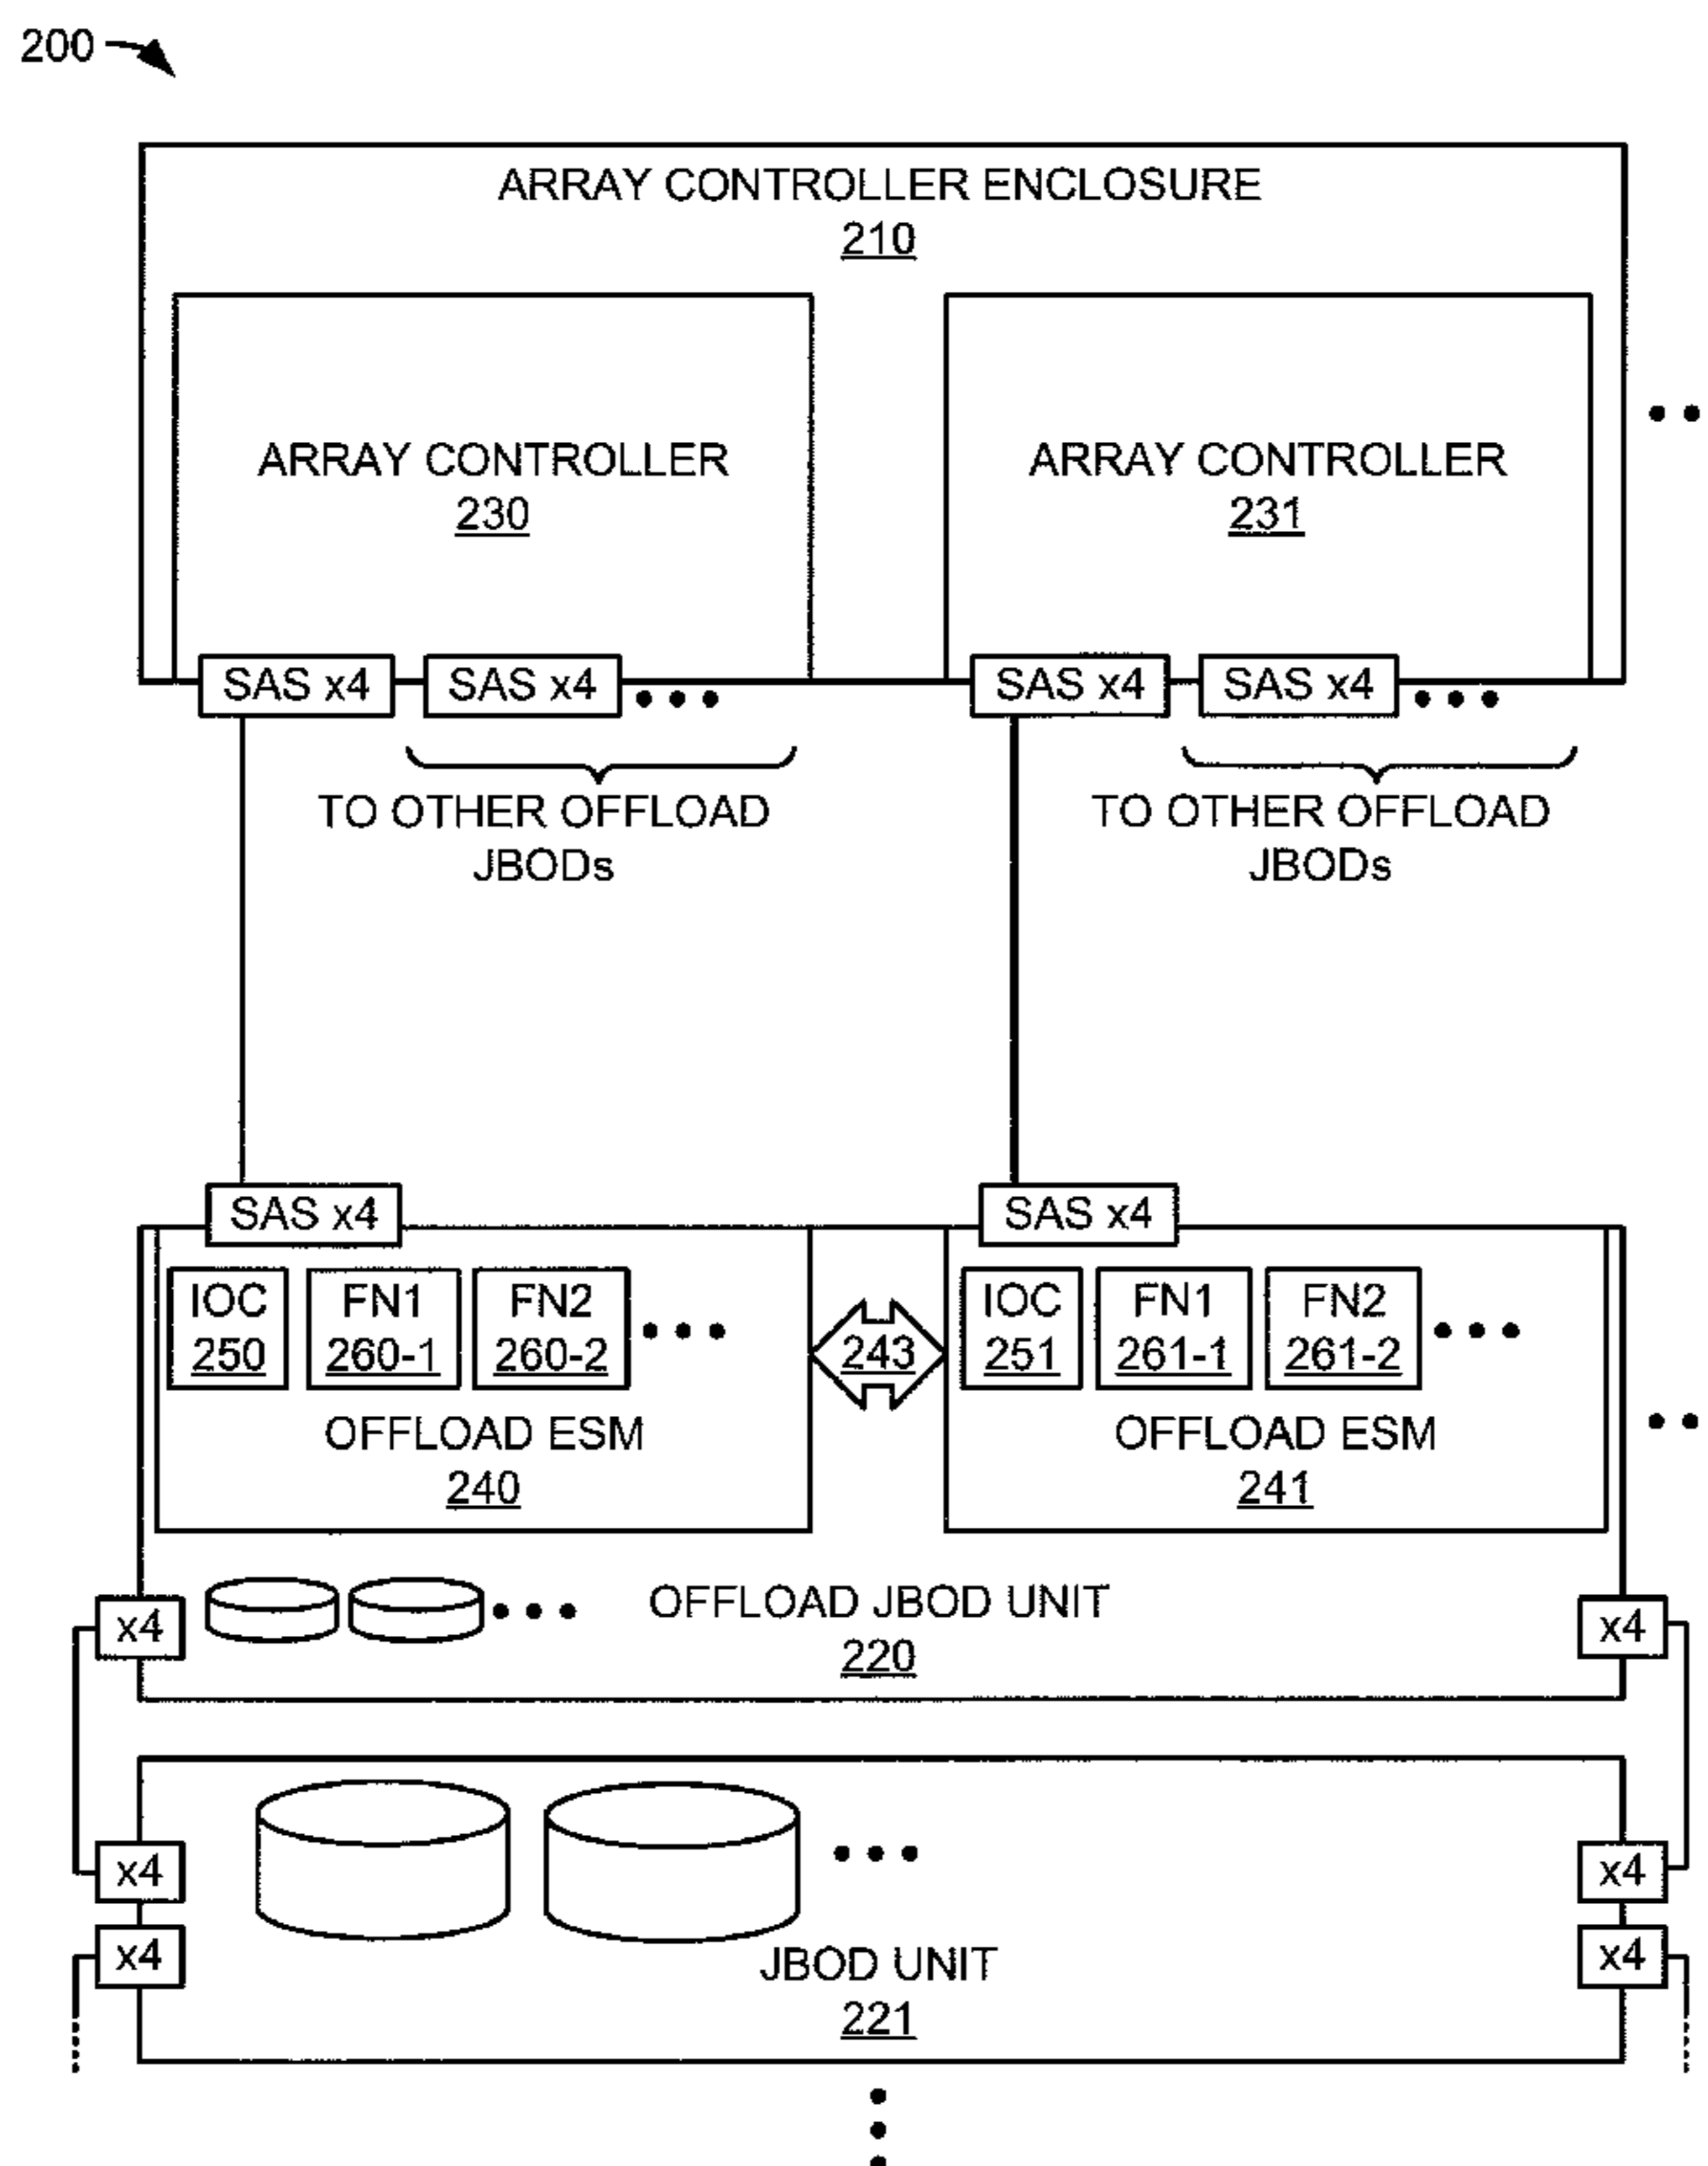 200
ARRAY CONTROLLER ENCLOSURE
210
ARRAY CONTROLLER
230
ARRAY CONTROLLER
231
SAS x4
SAS x4
SAS x4
SAS x4
TO OTHER OFFLOAD
JBODs
TO OTHER OFFLOAD
JBODs
SAS x4
SAS x4
IOC
250
FN1
260-1
FN2
260-2
243
IOC
251
FN1
261-1
FN2
261-2
OFFLOAD ESM
240
OFFLOAD ESM
241
x4
OFFLOAD JBOD UNIT
220
x4
x4
x4
x4
JBOD UNIT
221
x4